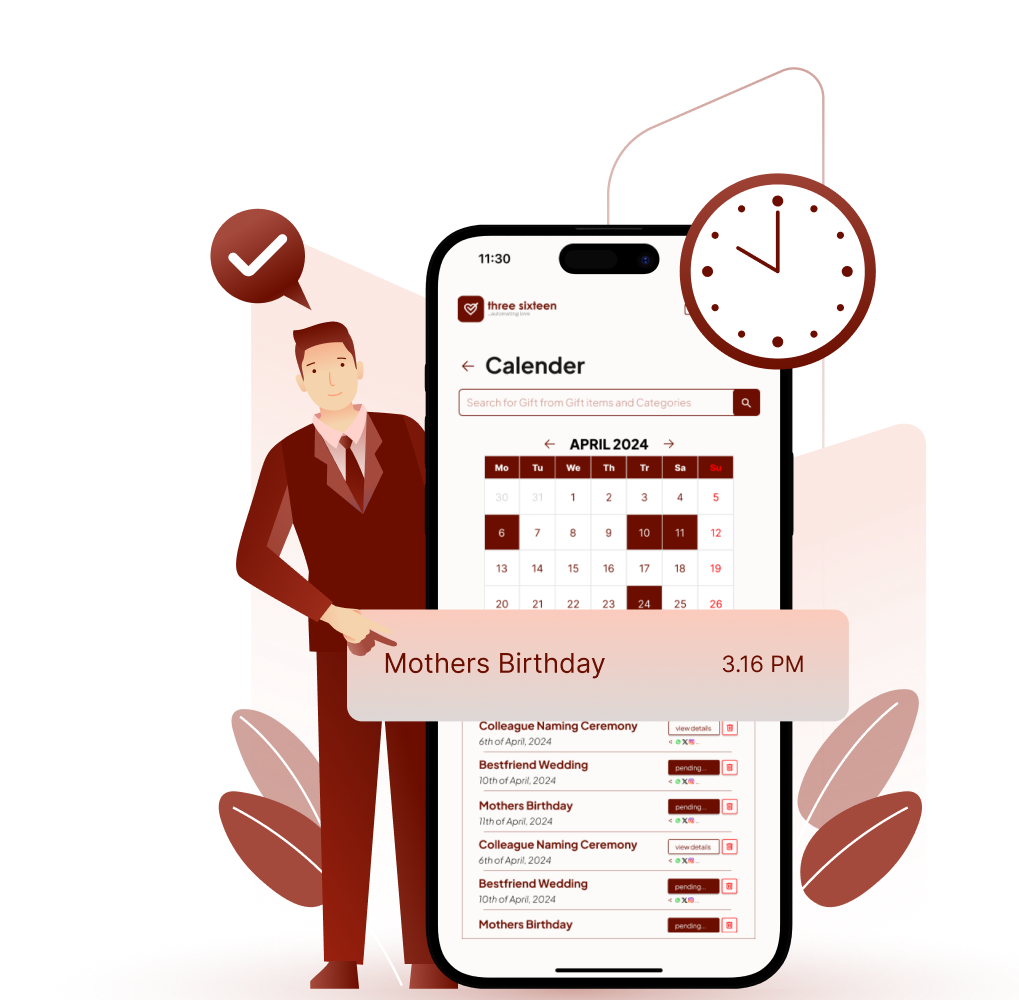 11:30
three sixteen
...automating love.
Calender
Search for Gift from Gift items and Categories
APRIL 2024
Mo Tu We Th Tr Sa Su
30 31 1 2 3 4 5
6 7 8 9 10 11 12
13 14 15 16 17 18 19
20 21 22 23 24 25 26
Mothers Birthday 3.16 PM
Colleague Naming Ceremony view details
6th of April, 2024
Bestfriend Wedding pending...
10th of April, 2024
Mothers Birthday pending...
11th of April, 2024
Colleague Naming Ceremony view details
6th of April, 2024
Bestfriend Wedding pending...
10th of April, 2024
Mothers Birthday pending...